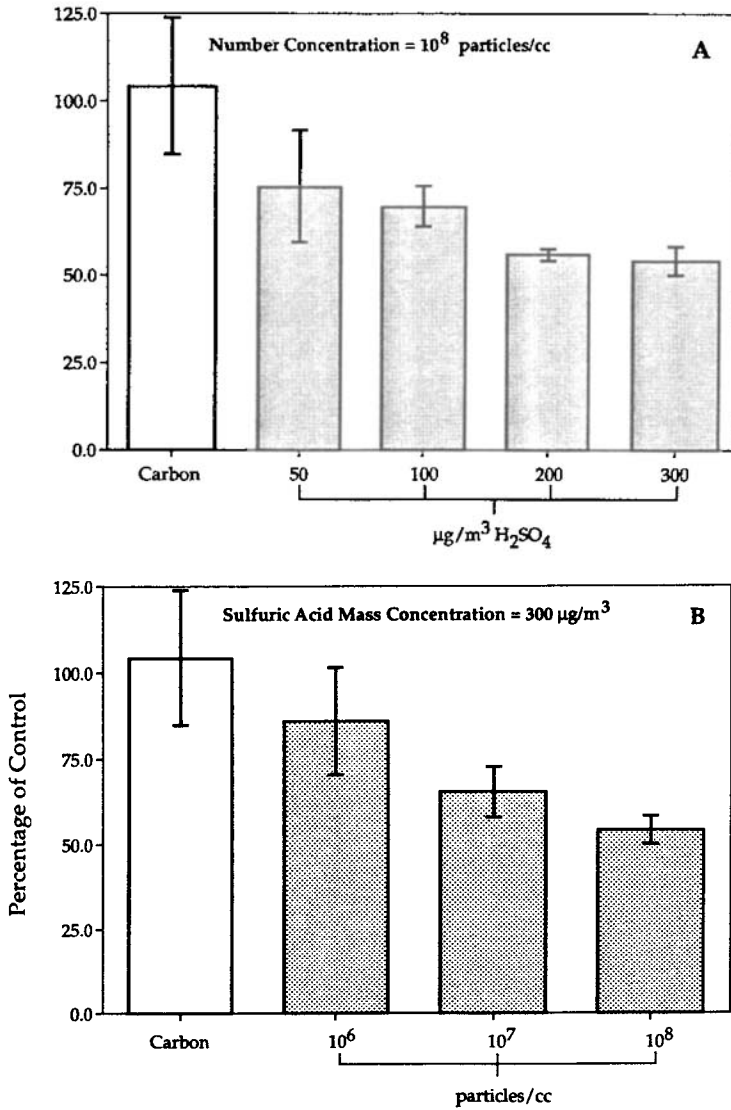 125.0
Number Concentration = 10⁸ particles/cc
A
100.0
75.0
50.0
25.0
0.0
Carbon 50 100 200 300
µg/m³ H₂SO₄
125.0
Sulfuric Acid Mass Concentration = 300 µg/m³
B
100.0
75.0
50.0
25.0
0.0
Percentage of Control
Carbon 10⁶ 10⁷ 10⁸
particles/cc